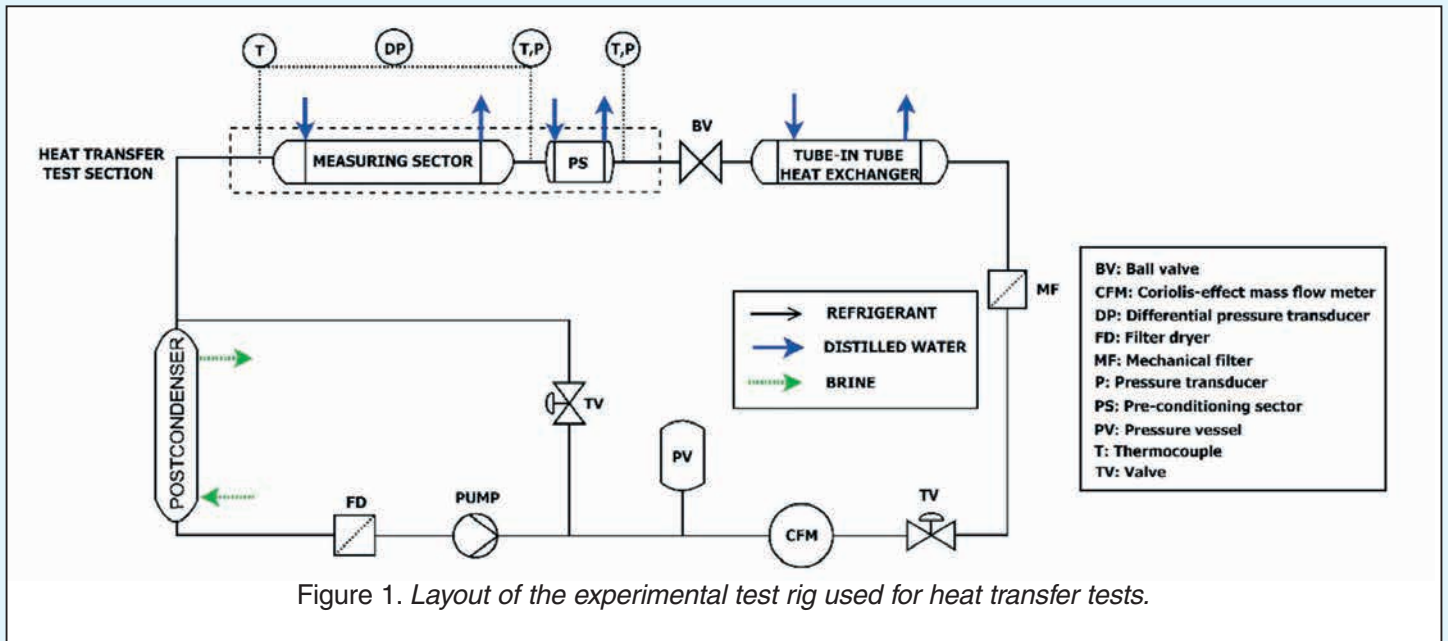 T
DP
T,P
T,P
BV
HEAT TRANSFER
TEST SECTION
MEASURING SECTOR
PS
TUBE-IN TUBE
HEAT EXCHANGER
MF
REFRIGERANT
DISTILLED WATER
BRINE
BV: Ball valve
CFM: Coriolis-effect mass flow meter
DP: Differential pressure transducer
FD: Filter dryer
MF: Mechanical filter
P: Pressure transducer
PS: Pre-conditioning sector
PV: Pressure vessel
T: Thermocouple
TV: Valve
POSTCONDENSER
TV
PV
FD
PUMP
CFM
TV
Figure 1. Layout of the experimental test rig used for heat transfer tests.